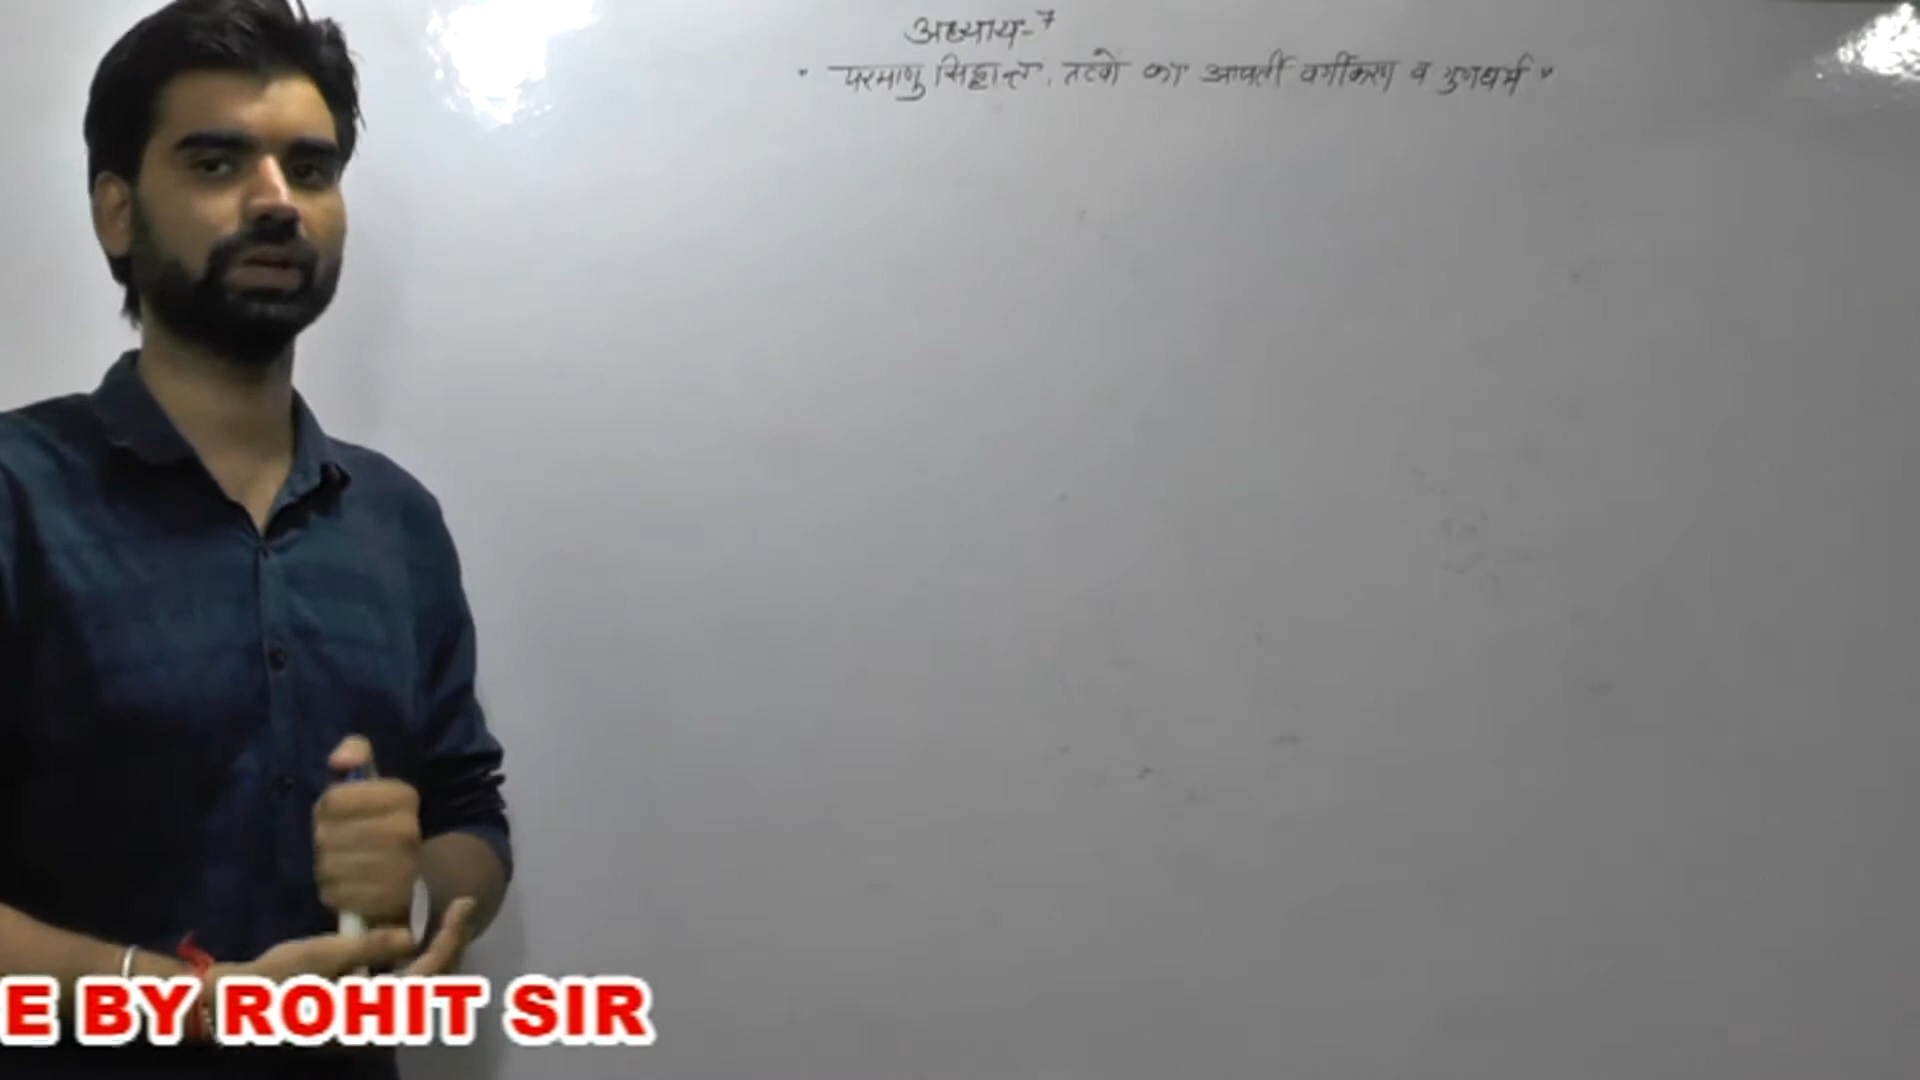 अध्याय-7
" परमाणु सिद्धान्त, तत्वों का आवर्ती वर्गीकरण व गुणधर्म "
E BY ROHIT SIR